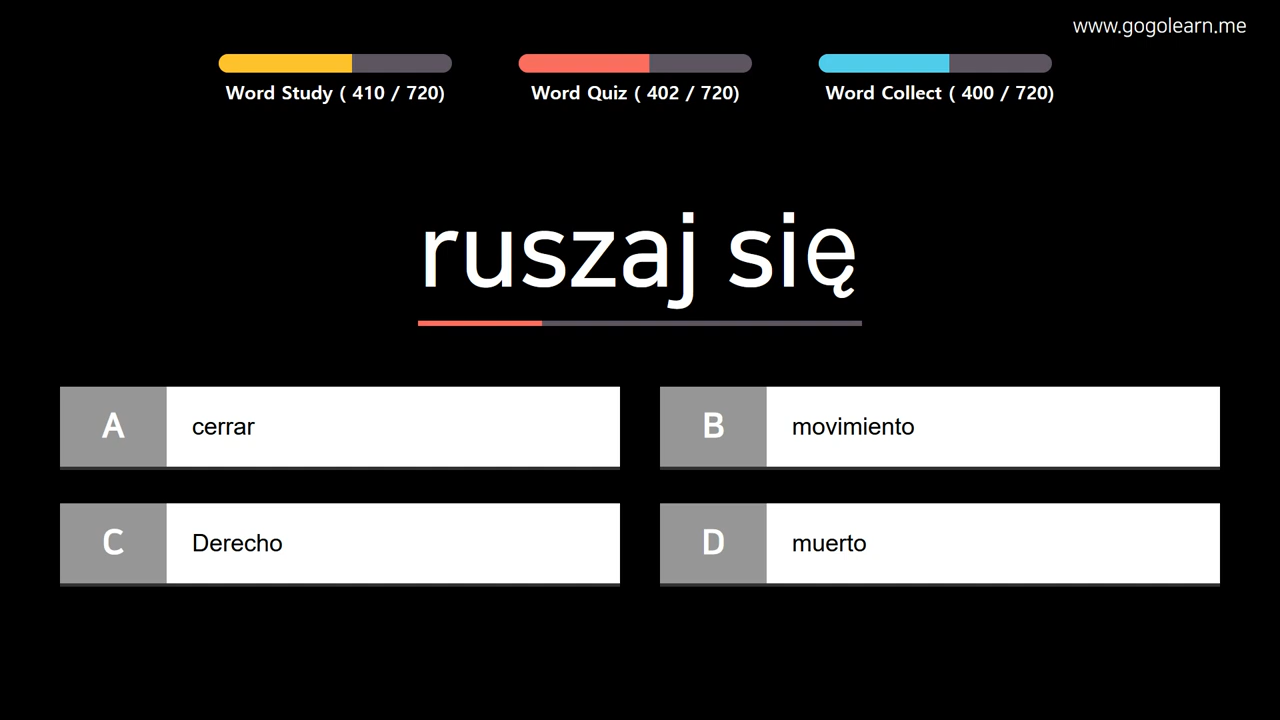 www.gogolearn.me
Word Study ( 410 / 720)
Word Quiz ( 402 / 720)
Word Collect ( 400 / 720)
ruszaj się
A cerrar
B movimiento
C Derecho
D muerto